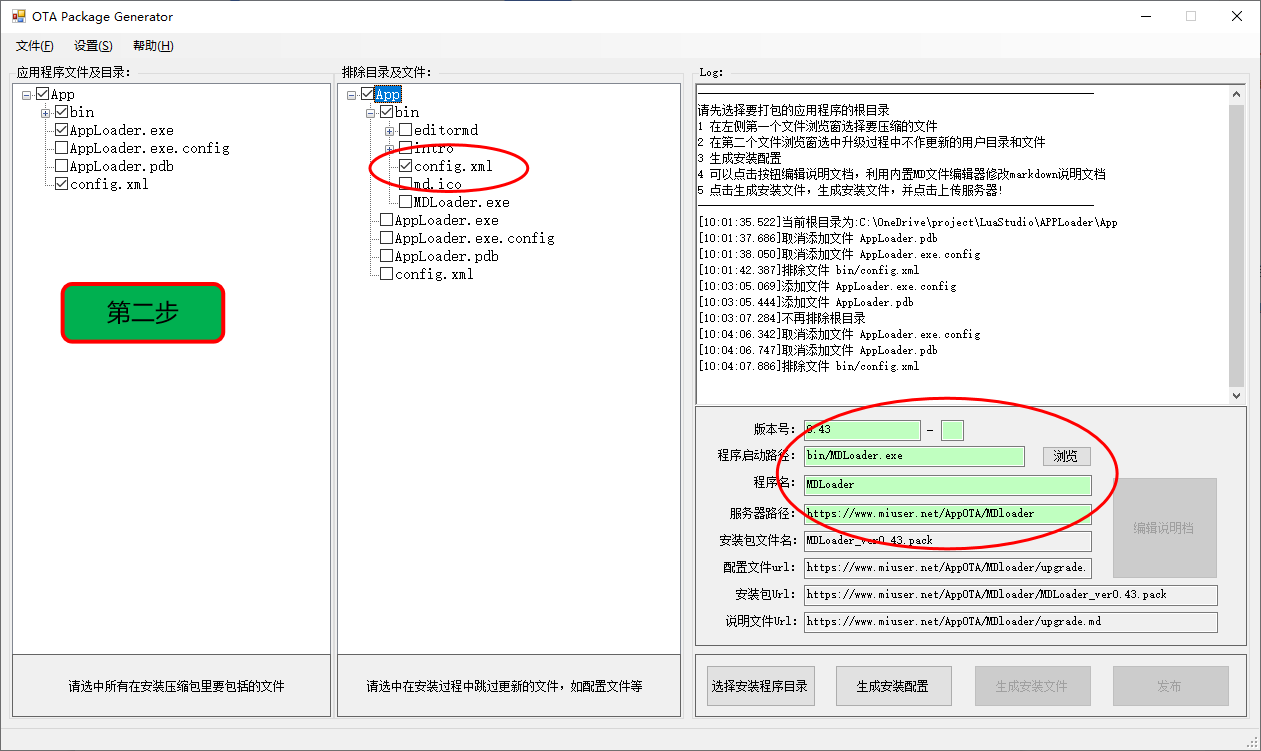 OTA Package Generator
文件(F) 设置(S) 帮助(H)
应用程序文件及目录:
App
bin
AppLoader.exe
AppLoader.exe.config
AppLoader.pdb
config.xml
第二步
请选中所有在安装压缩包里要包括的文件
排除目录及文件:
App
bin
editormd
intro
config.xml
md.ico
MDLoader.exe
AppLoader.exe
AppLoader.exe.config
AppLoader.pdb
config.xml
请选中在安装过程中跳过更新的文件，如配置文件等
Log:
请先选择要打包的应用程序的根目录
1 在左侧第一个文件浏览窗选择要压缩的文件
2 在第二个文件浏览窗选中升级过程中不作更新的用户目录和文件
3 生成安装配置
4 可以点击按钮编辑说明文档，利用内置MD文件编辑器修改markdown说明文档
5 点击生成安装文件，生成安装文件，并点击上传服务器!
[10:01:35.522]当前根目录为:C:\OneDrive\project\LuaStudio\APPLoader\App
[10:01:37.686]取消添加文件 AppLoader.pdb
[10:01:38.050]取消添加文件 AppLoader.exe.config
[10:01:42.387]排除文件 bin/config.xml
[10:03:05.069]添加文件 AppLoader.exe.config
[10:03:05.444]添加文件 AppLoader.pdb
[10:03:07.284]不再排除根目录
[10:04:06.342]取消添加文件 AppLoader.exe.config
[10:04:06.747]取消添加文件 AppLoader.pdb
[10:04:07.886]排除文件 bin/config.xml
版本号: 0.43 -
程序启动路径: bin/MDLoader.exe 浏览
程序名: MDLoader
服务器路径: https://www.miuser.net/AppOTA/MDloader
编辑说明档
安装包文件名: MDLoader_ver0.43.pack
配置文件url: https://www.miuser.net/AppOTA/MDloader/upgrade.
安装包Url: https://www.miuser.net/AppOTA/MDloader/MDLoader_ver0.43.pack
说明文件Url: https://www.miuser.net/AppOTA/MDloader/upgrade.md
选择安装程序目录 生成安装配置 生成安装文件 发布